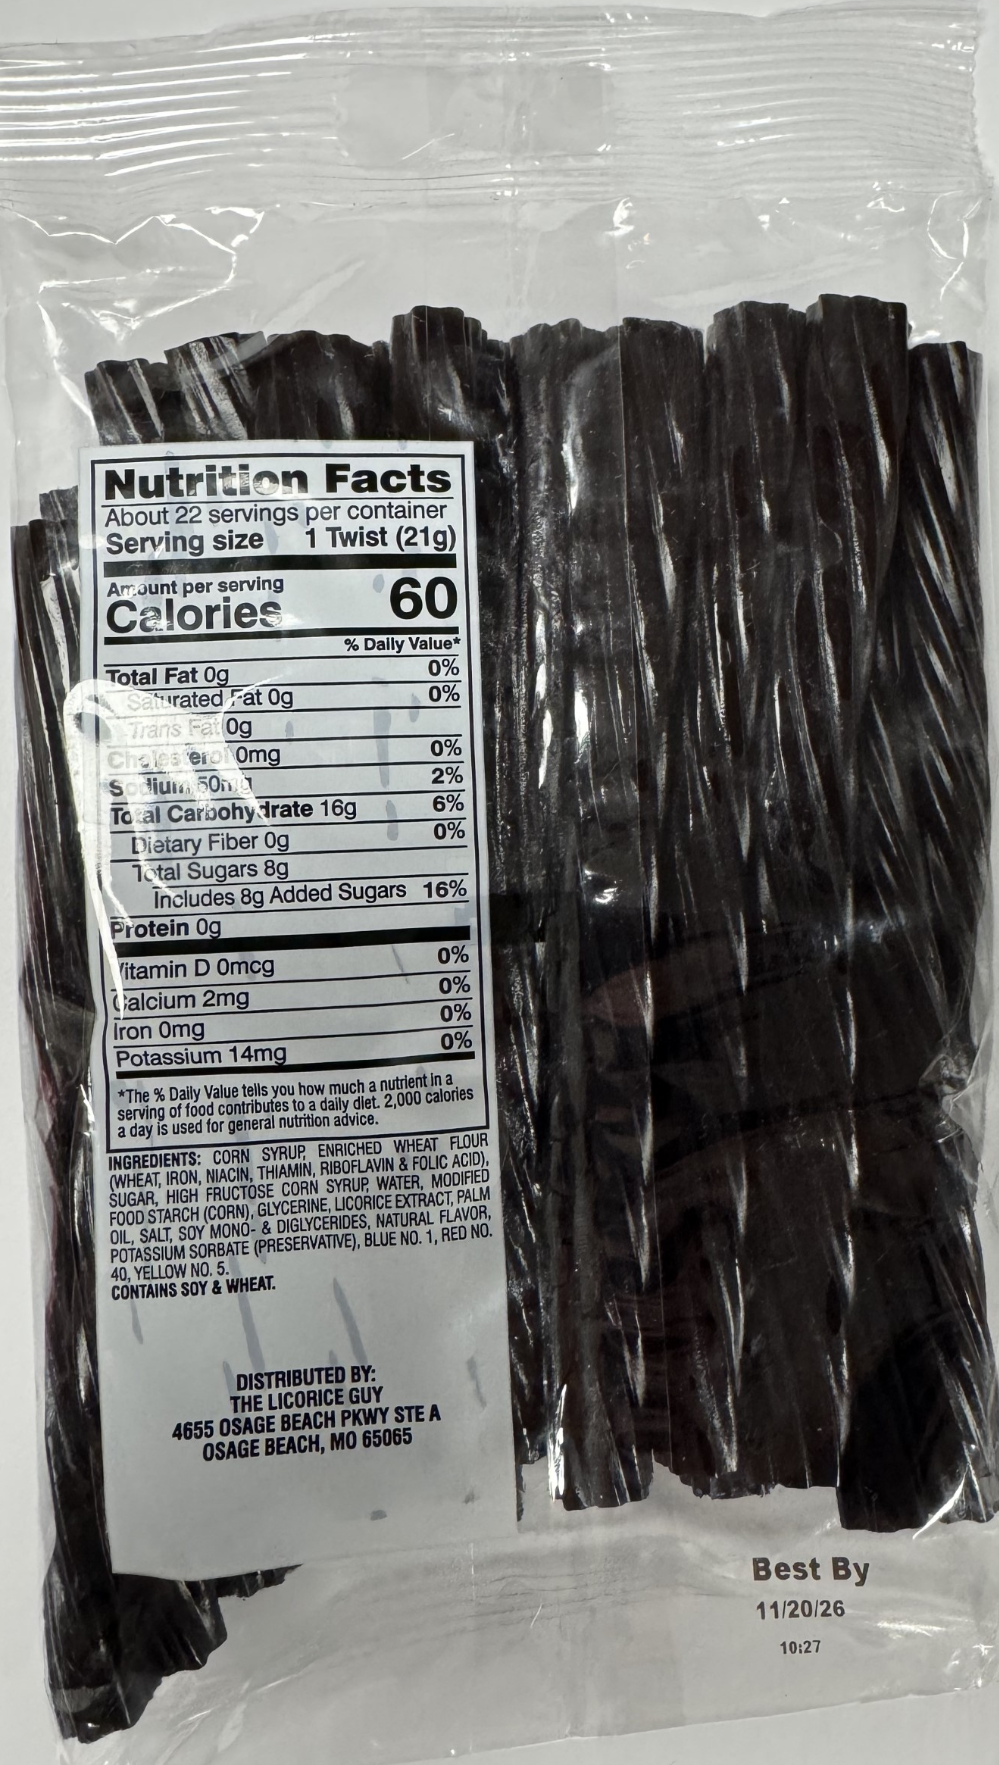 Nutrition Facts
About 22 servings per container
Serving size 1 Twist (21g)
Amount per serving
Calories 60
% Daily Value*
Total Fat 0g 0%
Saturated Fat 0g 0%
Trans Fat 0g
Cholesterol 0mg 0%
Sodium 50mg 2%
Total Carbohydrate 16g 6%
Dietary Fiber 0g 0%
Total Sugars 8g
Includes 8g Added Sugars 16%
Protein 0g
Vitamin D 0mcg 0%
Calcium 2mg 0%
Iron 0mg 0%
Potassium 14mg 0%
*The % Daily Value tells you how much a nutrient in a
serving of food contributes to a daily diet. 2,000 calories
a day is used for general nutrition advice.
INGREDIENTS: CORN SYRUP, ENRICHED WHEAT FLOUR
(WHEAT, IRON, NIACIN, THIAMIN, RIBOFLAVIN & FOLIC ACID),
SUGAR, HIGH FRUCTOSE CORN SYRUP, WATER, MODIFIED
FOOD STARCH (CORN), GLYCERINE, LICORICE EXTRACT, PALM
OIL, SALT, SOY MONO- & DIGLYCERIDES, NATURAL FLAVOR,
POTASSIUM SORBATE (PRESERVATIVE), BLUE NO. 1, RED NO.
40, YELLOW NO. 5.
CONTAINS SOY & WHEAT.
DISTRIBUTED BY:
THE LICORICE GUY
4655 OSAGE BEACH PKWY STE A
OSAGE BEACH, MO 65065
Best By
11/20/26
10:27